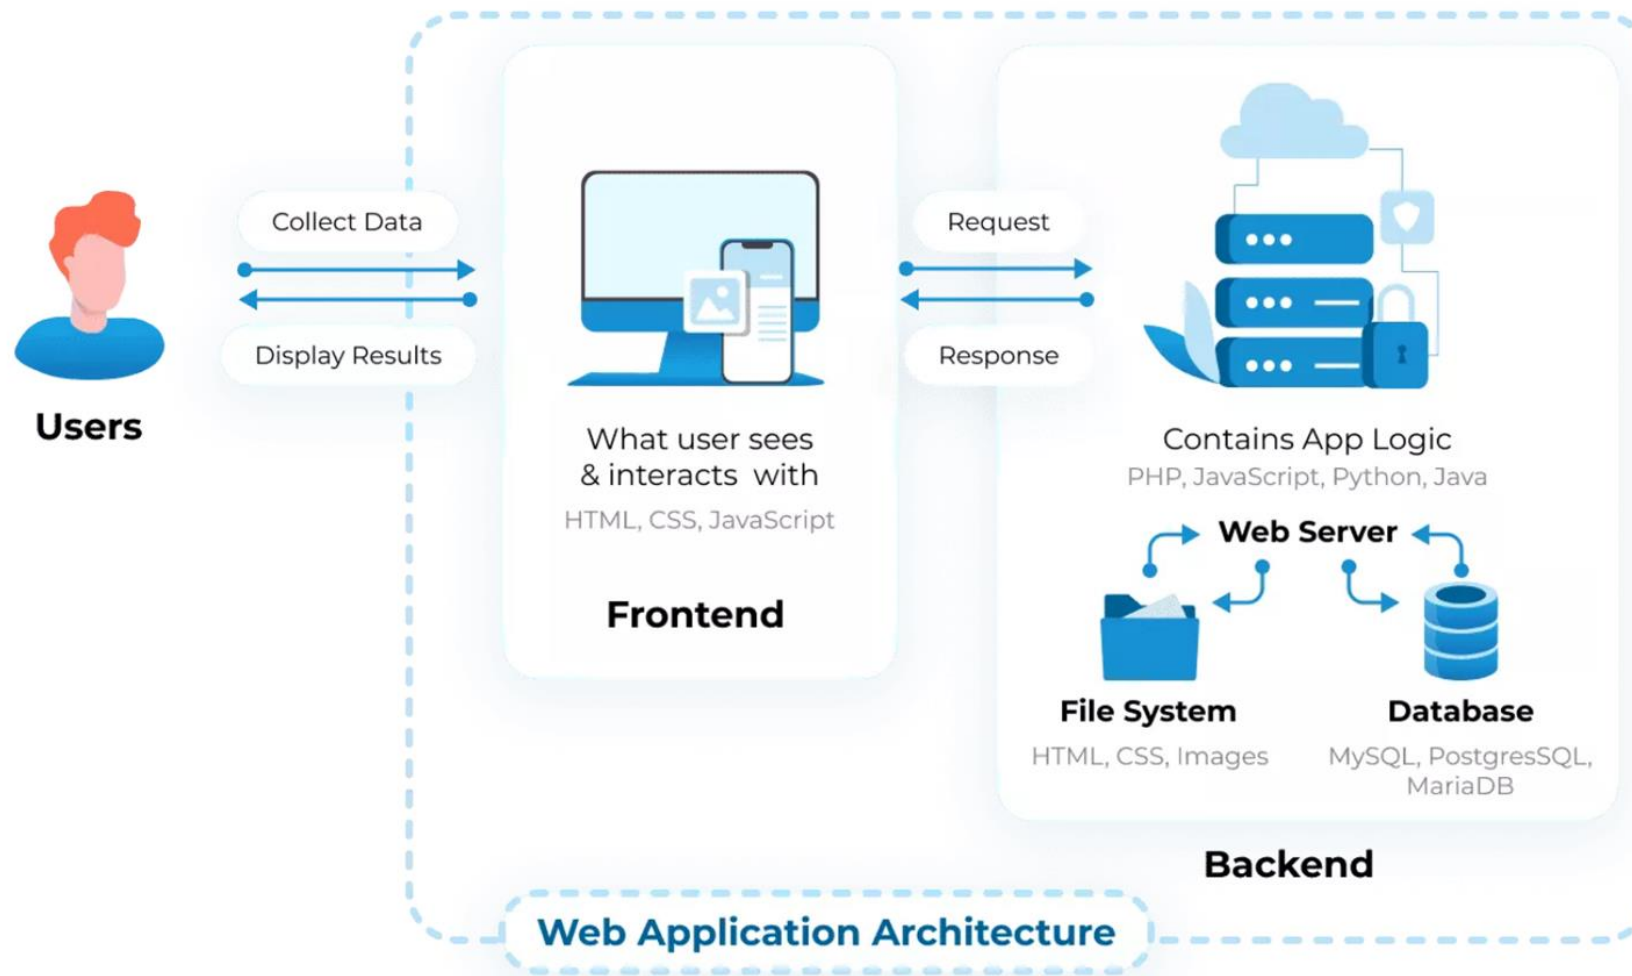 Collect Data
Display Results
Users
What user sees
& interacts with
HTML, CSS, JavaScript
Frontend
Request
Response
Contains App Logic
PHP, JavaScript, Python, Java
Web Server
File System
HTML, CSS, Images
Database
MySQL, PostgresSQL,
MariaDB
Backend
Web Application Architecture